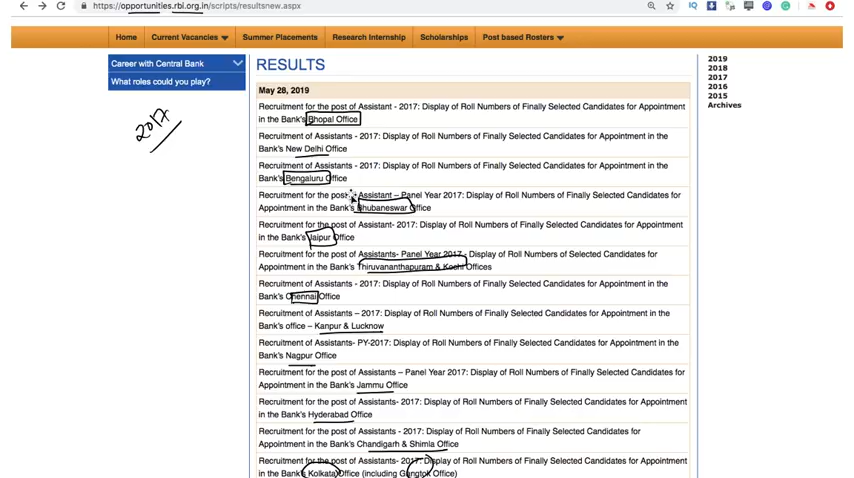 https://opportunities.rbi.org.in/scripts/resultsnew.aspx
Home Current Vacancies Summer Placements Research Internship Scholarships Post based Rosters
Career with Central Bank
What roles could you play?
2017
RESULTS
May 28, 2019
Recruitment for the post of Assistant - 2017: Display of Roll Numbers of Finally Selected Candidates for Appointment
in the Bank's Bhopal Office
Recruitment of Assistants - 2017: Display of Roll Numbers of Finally Selected Candidates for Appointment in the
Bank's New Delhi Office
Recruitment of Assistants - 2017: Display of Roll Numbers of Finally Selected Candidates for Appointment in the
Bank's Bengaluru Office
Recruitment for the post Assistant – Panel Year 2017: Display of Roll Numbers of Finally Selected Candidates for
Appointment in the Bank's Bhubaneswar Office
Recruitment for the post of Assistant- 2017: Display of Roll Numbers of Finally Selected Candidates for Appointment
in the Bank's Jaipur Office
Recruitment for the post of Assistants- Panel Year 2017 - Display of Roll Numbers of Selected Candidates for
Appointment in the Bank's Thiruvananthapuram & Kochi Offices
Recruitment of Assistants - 2017: Display of Roll Numbers of Finally Selected Candidates for Appointment in the
Bank's Chennai Office
Recruitment of Assistants – 2017: Display of Roll Numbers of Finally Selected Candidates for Appointment in the
Bank's office – Kanpur & Lucknow
Recruitment of Assistants- PY-2017: Display of Roll Numbers of Finally Selected Candidates for Appointment in the
Bank's Nagpur Office
Recruitment for the post of Assistants – Panel Year 2017: Display of Roll Numbers of Finally Selected Candidates for
Appointment in the Bank's Jammu Office
Recruitment for the post of Assistants- 2017: Display of Roll Numbers of Finally Selected Candidates for Appointment
in the Bank's Hyderabad Office
Recruitment for the post of Assistants - 2017: Display of Roll Numbers of Finally Selected Candidates for
Appointment in the Bank's Chandigarh & Shimla Office
Recruitment for the post of Assistants- 2017: Display of Roll Numbers of Finally Selected Candidates for Appointment
in the Bank's Kolkata Office (including Gangtok Office)
2019
2018
2017
2016
2015
Archives